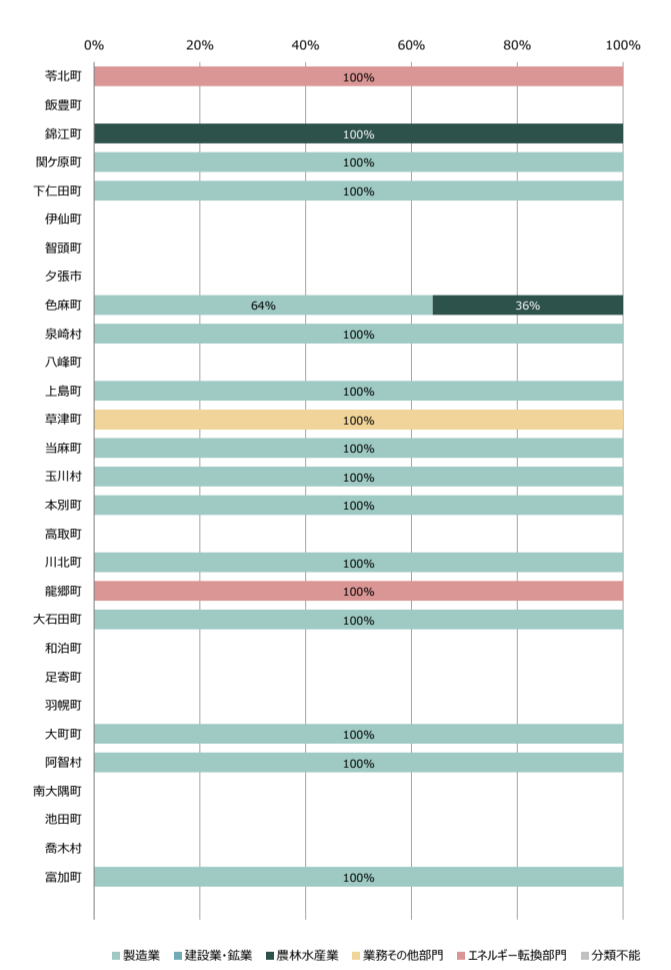 0% 20% 40% 60% 80% 100%
苓北町 100%
飯豊町
錦江町 100%
関ケ原町 100%
下仁田町 100%
伊仙町
智頭町
夕張市
色麻町 64% 36%
泉崎村 100%
八峰町
上島町 100%
草津町 100%
当麻町 100%
玉川村 100%
本別町 100%
高取町
川北町 100%
龍郷町 100%
大石田町 100%
和泊町
足寄町
羽幌町
大町町 100%
阿智村 100%
南大隅町
池田町
喬木村
富加町 100%
製造業 建設業・鉱業 農林水産業 業務その他部門 エネルギー転換部門 分類不能